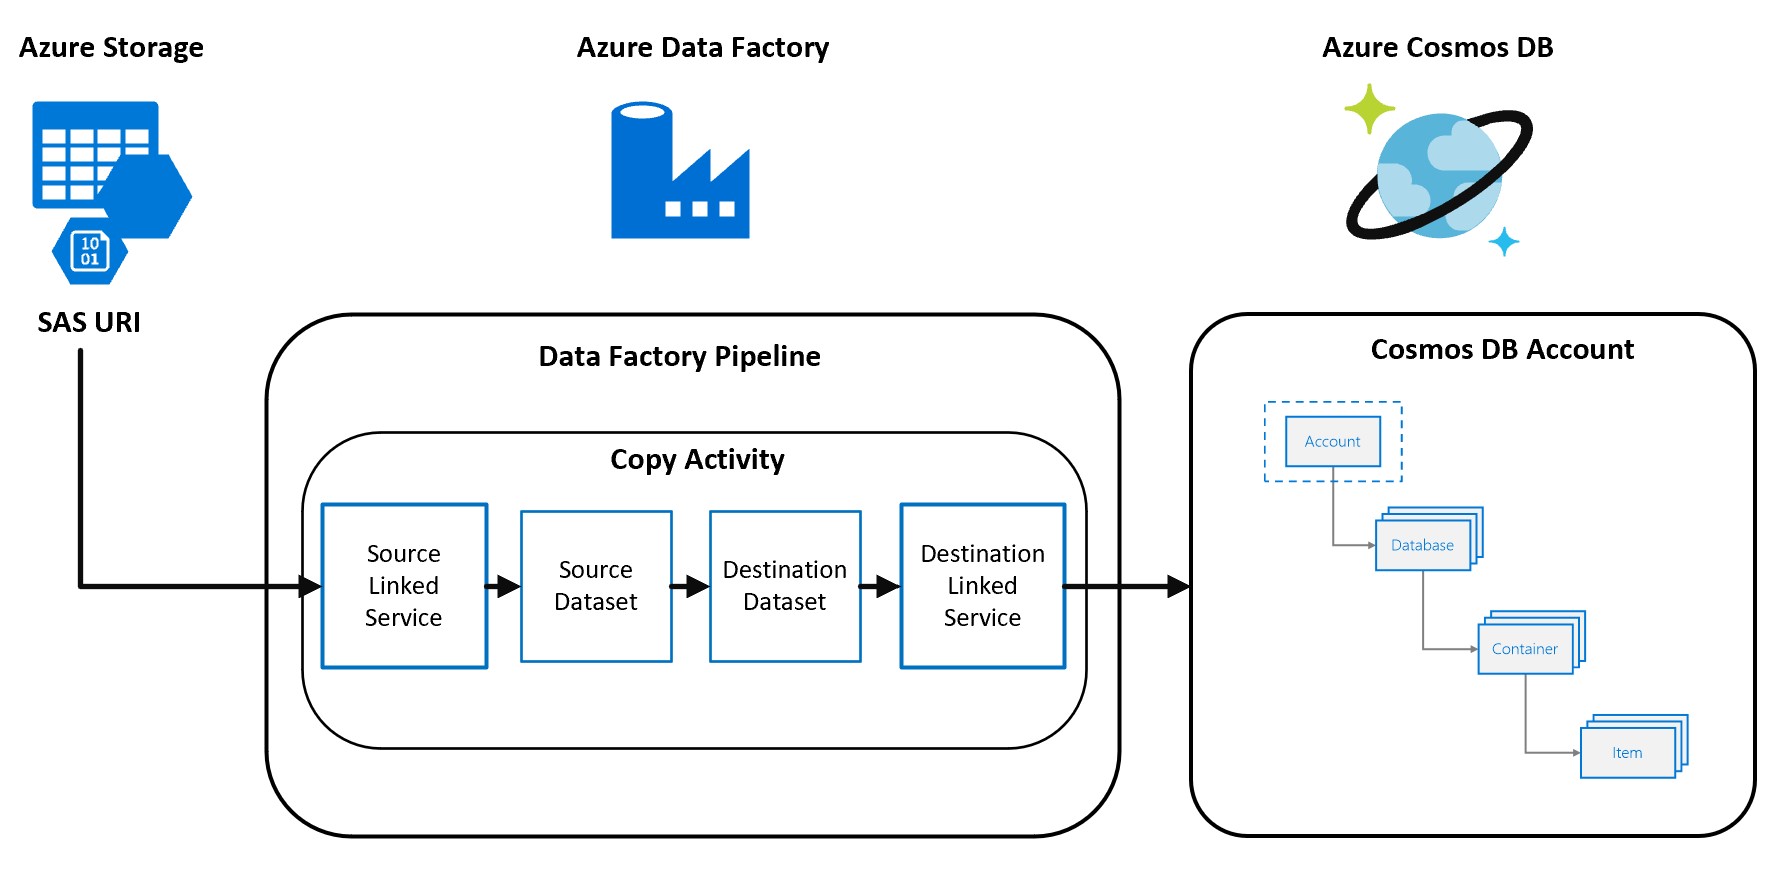 Azure Storage
Azure Data Factory
Azure Cosmos DB
10
01
SAS URI
Data Factory Pipeline
Copy Activity
Source
Linked
Service
Source
Dataset
Destination
Dataset
Destination
Linked
Service
Cosmos DB Account
Account
Database
Container
Item